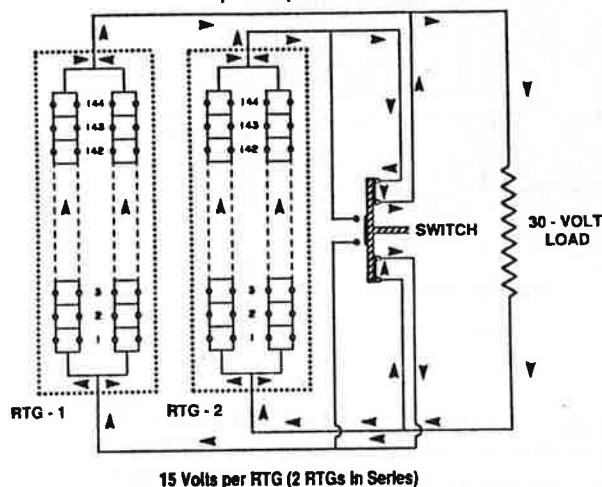 144 144
143 143
142 142
SWITCH
30 - VOLT
LOAD
3 3
2 2
1 1
RTG - 1 RTG - 2
15 Volts per RTG (2 RTGs in Series)